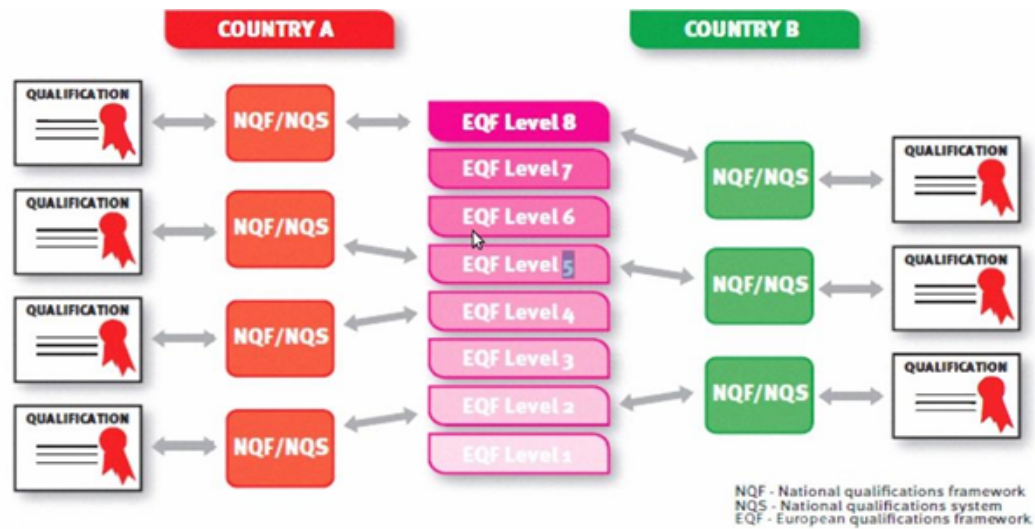 COUNTRY A
COUNTRY B
QUALIFICATION
NQF/NQS
EQF Level 8
EQF Level 7
NQF/NQS
QUALIFICATION
QUALIFICATION
NQF/NQS
EQF Level 6
EQF Level 5
NQF/NQS
QUALIFICATION
QUALIFICATION
NQF/NQS
EQF Level 4
EQF Level 3
NQF/NQS
QUALIFICATION
QUALIFICATION
NQF/NQS
EQF Level 2
EQF Level 1
NQF - National qualifications framework
NQS - National qualifications system
EQF - European qualifications framework